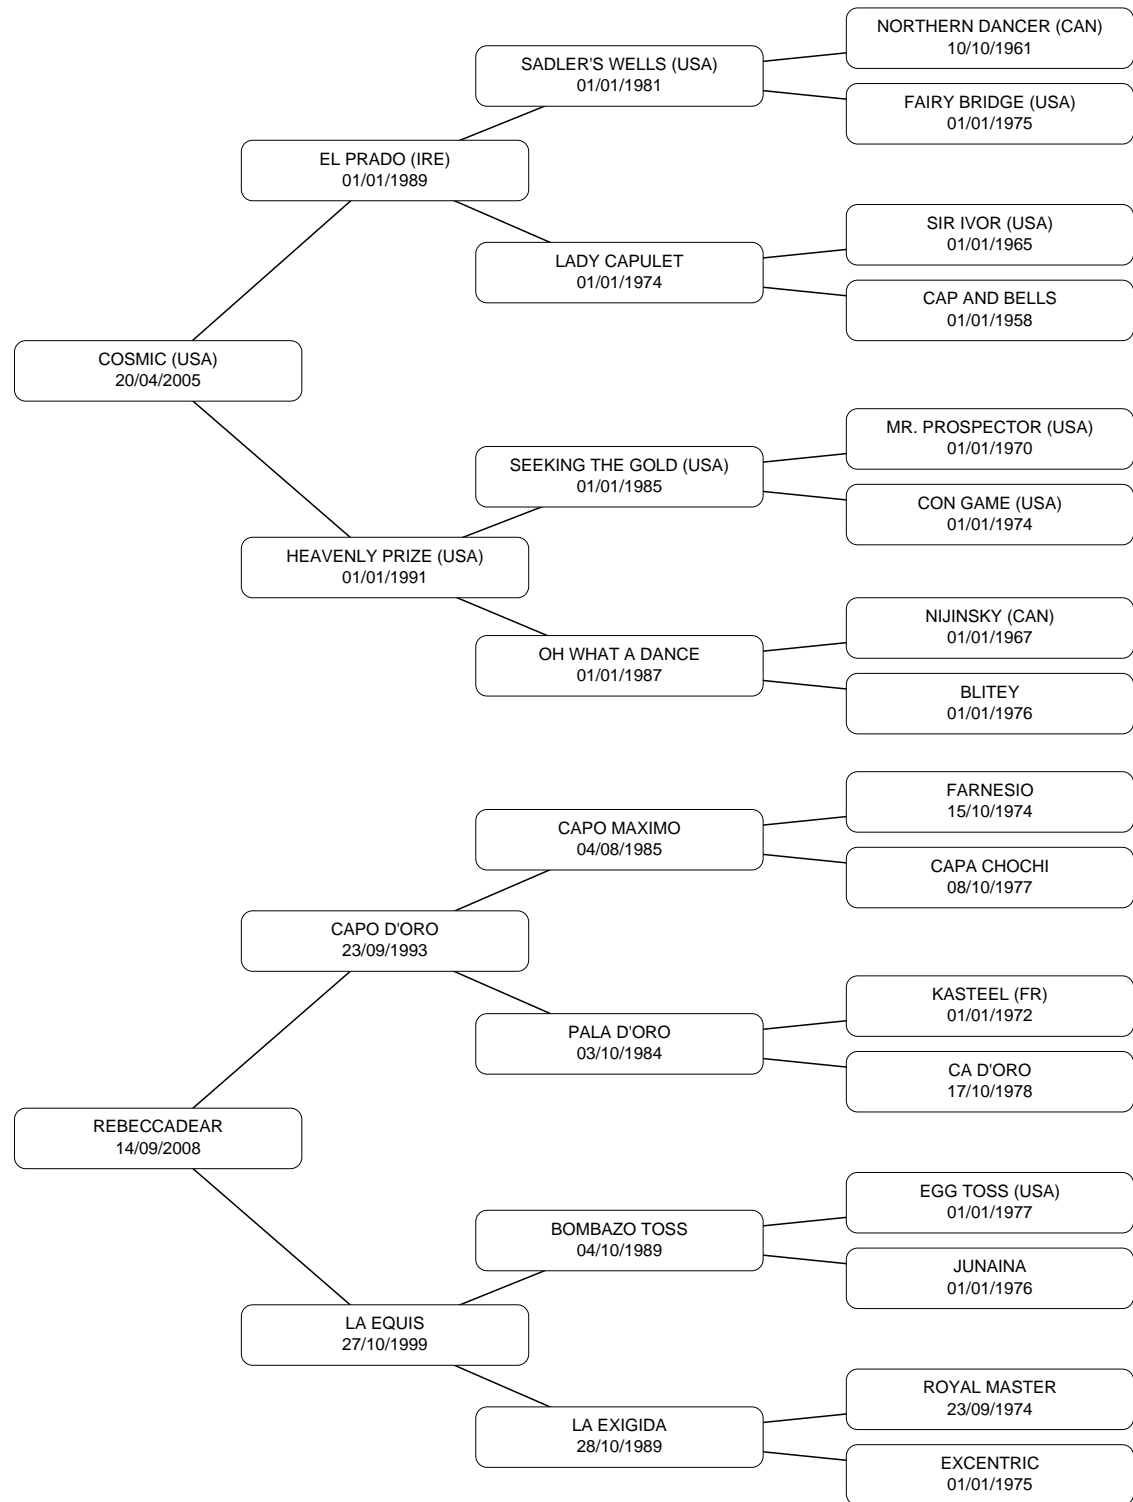 NORTHERN DANCER (CAN)
10/10/1961
SADLER'S WELLS (USA)
01/01/1981
FAIRY BRIDGE (USA)
01/01/1975
EL PRADO (IRE)
01/01/1989
SIR IVOR (USA)
01/01/1965
LADY CAPULET
01/01/1974
CAP AND BELLS
01/01/1958
COSMIC (USA)
20/04/2005
MR. PROSPECTOR (USA)
01/01/1970
SEEKING THE GOLD (USA)
01/01/1985
CON GAME (USA)
01/01/1974
HEAVENLY PRIZE (USA)
01/01/1991
NIJINSKY (CAN)
01/01/1967
OH WHAT A DANCE
01/01/1987
BLITEY
01/01/1976
FARNESIO
15/10/1974
CAPO MAXIMO
04/08/1985
CAPA CHOCHI
08/10/1977
CAPO D'ORO
23/09/1993
KASTEEL (FR)
01/01/1972
PALA D'ORO
03/10/1984
CA D'ORO
17/10/1978
REBECCADEAR
14/09/2008
EGG TOSS (USA)
01/01/1977
BOMBAZO TOSS
04/10/1989
JUNAINA
01/01/1976
LA EQUIS
27/10/1999
ROYAL MASTER
23/09/1974
LA EXIGIDA
28/10/1989
EXCENTRIC
01/01/1975